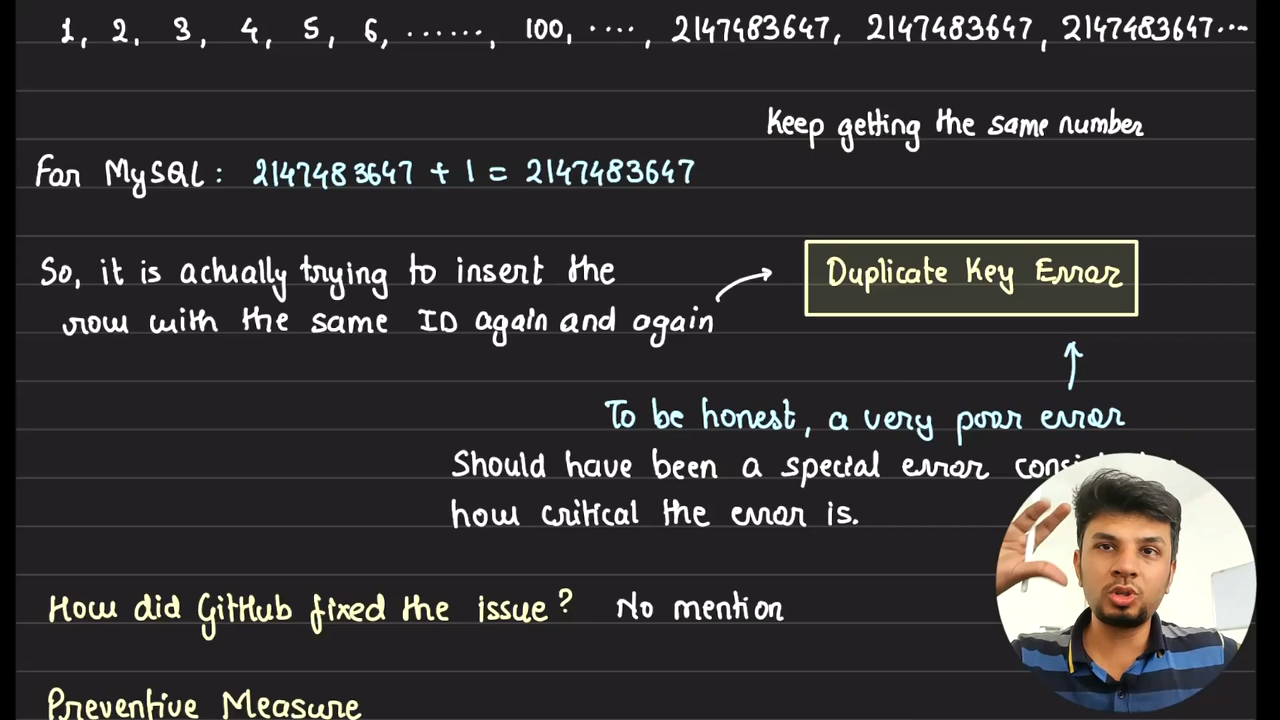 1, 2, 3, 4, 5, 6, ......, 100, ...., 2147483647, 2147483647, 2147483647...
Keep getting the same number
For MySQL: 2147483647 + 1 = 2147483647
So, it is actually trying to insert the
row with the same ID again and again
Duplicate Key Error
To be honest, a very poor error
Should have been a special error
how critical the error is.
How did GitHub fixed the issue? No mention
Preventive Measure